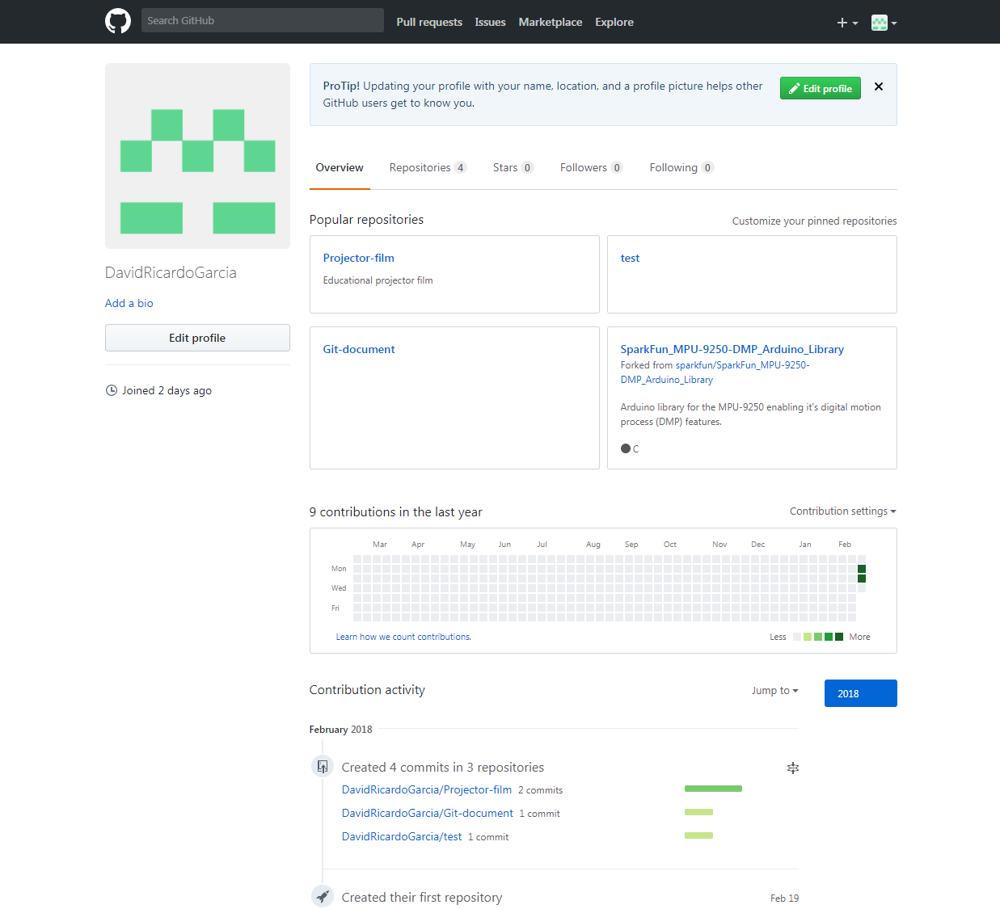 Search GitHub
Pull requests
Issues
Marketplace
Explore
ProTip! Updating your profile with your name, location, and a profile picture helps other
GitHub users get to know you.
Edit profile
Overview
Repositories 4
Stars 0
Followers 0
Following 0
DavidRicardoGarcia
Add a bio
Edit profile
Joined 2 days ago
Popular repositories
Customize your pinned repositories
Projector-film
Educational projector film
test
Git-document
SparkFun_MPU-9250-DMP_Arduino_Library
Forked from sparkfun/SparkFun_MPU-9250-
DMP_Arduino_Library
Arduino library for the MPU-9250 enabling it's digital motion
process (DMP) features.
C
9 contributions in the last year
Contribution settings
Mar Apr May Jun Jul Aug Sep Oct Nov Dec Jan Feb
Mon
Wed
Fri
Learn how we count contributions.
Less
More
Contribution activity
Jump to
2018
February 2018
Created 4 commits in 3 repositories
DavidRicardoGarcia/Projector-film 2 commits
DavidRicardoGarcia/Git-document 1 commit
DavidRicardoGarcia/test 1 commit
Created their first repository
Feb 19